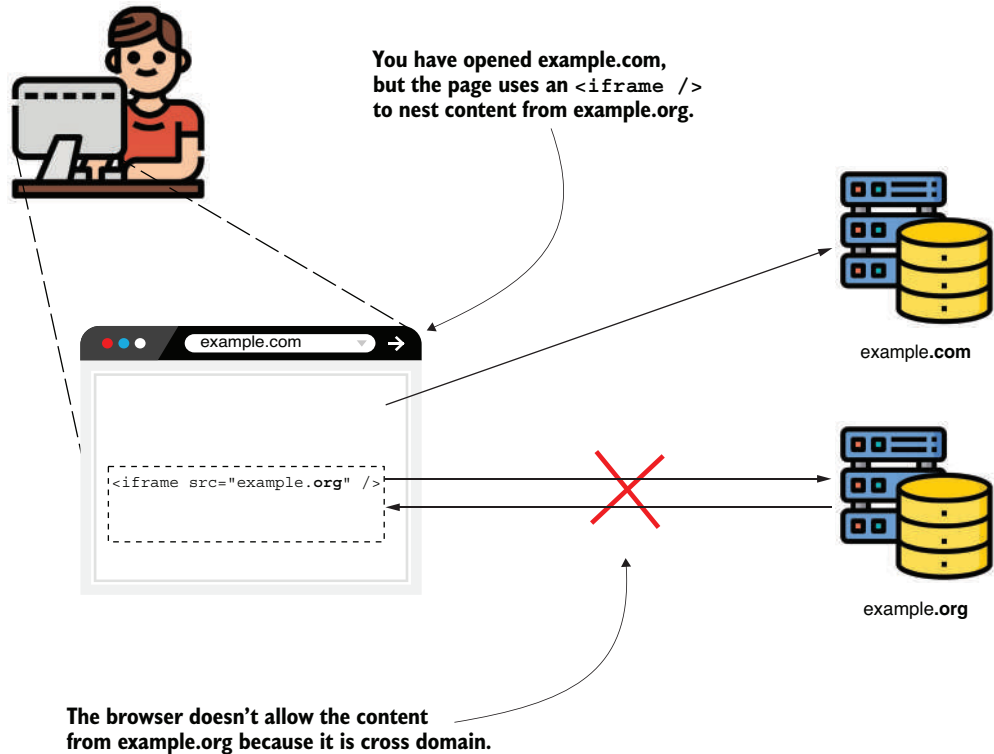 You have opened example.com,
but the page uses an <iframe />
to nest content from example.org.
example.com
example.com
<iframe src="example.org" />
example.org
The browser doesn't allow the content
from example.org because it is cross domain.